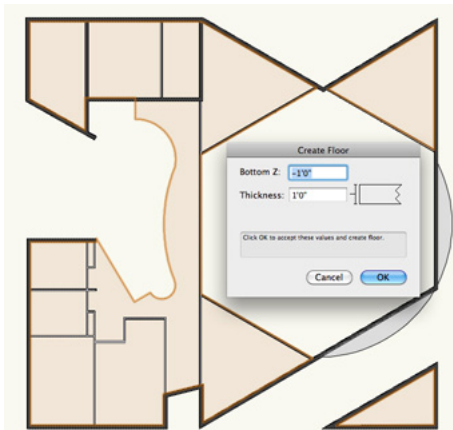 Create Floor
Bottom Z: -1'0"
Thickness: 1'0"
Click OK to accept these values and create floor.
Cancel OK